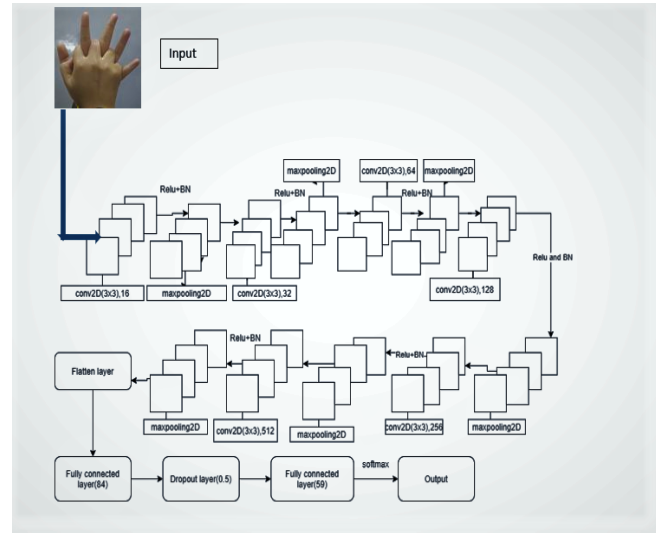 Input
maxpooling2D
conv2D(3x3),64
maxpooling2D
Relu+BN
Relu+BN
Relu+BN
conv2D(3x3),16
maxpooling2D
conv2D(3x3),32
conv2D(3x3),128
Relu and BN
Relu+BN
Relu+BN
maxpooling2D
conv2D(3x3),512
maxpooling2D
conv2D(3x3),256
maxpooling2D
Flatten layer
Fully connected
layer(84)
Dropout layer(0.5)
Fully connected
layer(59)
softmax
Output